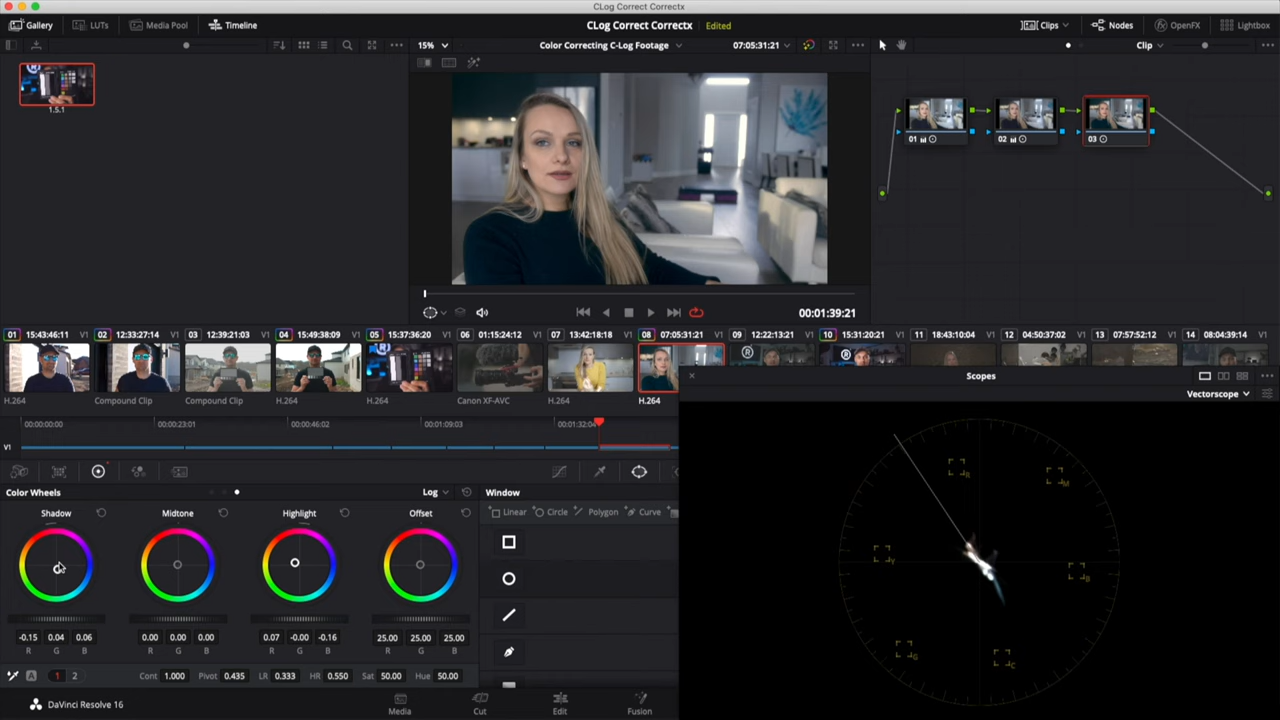 CLog Correct Correctx
Gallery LUTs Media Pool Timeline CLog Correct Correctx Edited Clips Nodes OpenFX Lightbox
15% Color Correcting C-Log Footage 07:05:31:21 Clip
1.5.1
01 02 03
00:01:39:21
01 15:43:46:11 V1 02 12:33:27:14 V1 03 12:39:21:03 V1 04 15:49:38:09 V1 05 15:37:36:20 V1 06 01:15:24:12 V1 07 13:42:18:18 V1 08 07:05:31:21 V1 09 12:22:13:21 V1 10 15:31:20:21 V1 11 18:43:10:04 V1 12 04:50:37:02 V1 13 07:57:52:12 V1 14 08:04:39:14 V1
H.264 Compound Clip Compound Clip H.264 H.264 Canon XF-AVC H.264 H.264
Scopes
Vectorscope
00:00:00:00 00:00:23:01 00:00:46:02 00:01:09:03 00:01:32:04
V1
Color Wheels Log Window
Shadow Midtone Highlight Offset
Linear Circle Polygon Curve
R M Y B G C
-0.15 0.04 0.06 0.00 0.00 0.00 0.07 -0.00 -0.16 25.00 25.00 25.00
R G B R G B R G B R G B
A 1 2 Cont 1.000 Pivot 0.435 LR 0.333 HR 0.550 Sat 50.00 Hue 50.00
DaVinci Resolve 16 Media Cut Edit Fusion